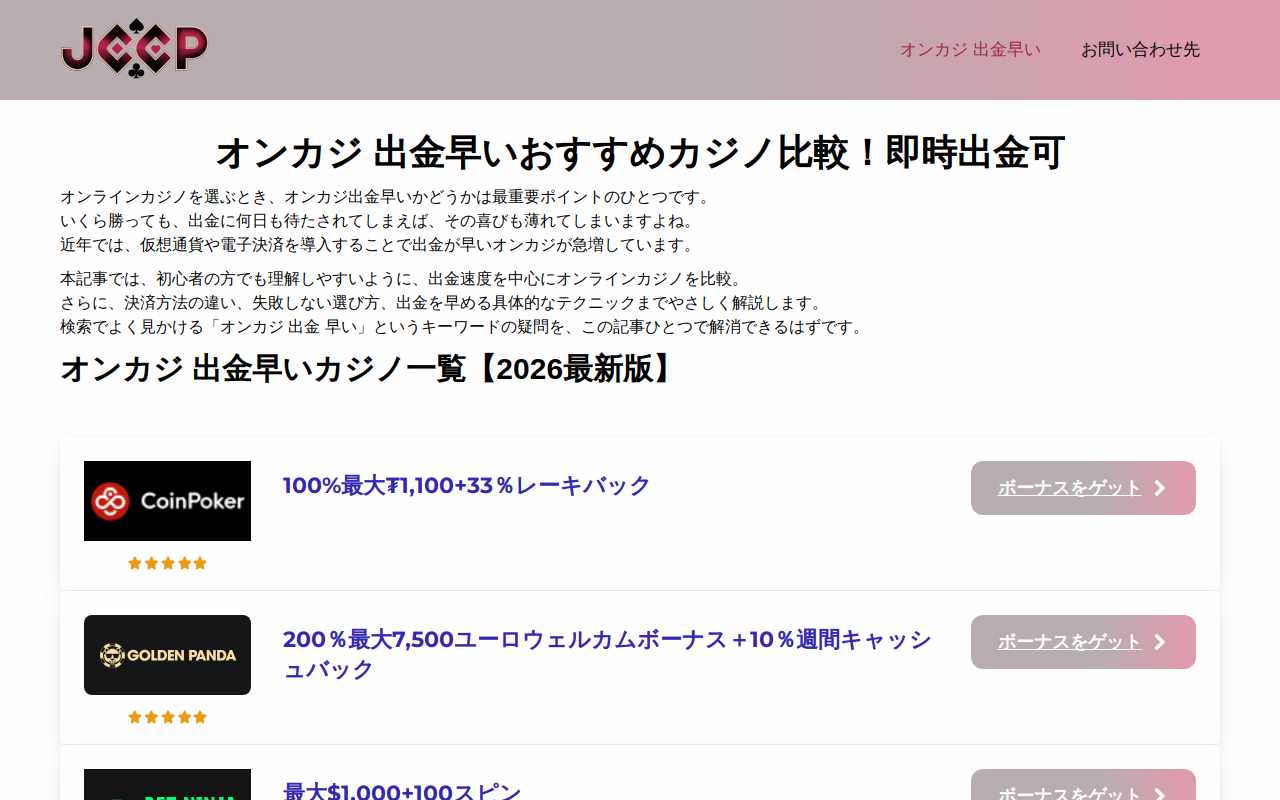 JCCP
オンカジ 出金早い
お問い合わせ先
オンカジ 出金早いおすすめカジノ比較！即時出金可
オンラインカジノを選ぶとき、オンカジ出金早いかどうかは最重要ポイントのひとつです。
いくら勝っても、出金に何日も待たされてしまえば、その喜びも薄れてしまいますよね。
近年では、仮想通貨や電子決済を導入することで出金が早いオンカジが急増しています。
本記事では、初心者の方でも理解しやすいように、出金速度を中心にオンラインカジノを比較。
さらに、決済方法の違い、失敗しない選び方、出金を早める具体的なテクニックまでやさしく解説します。
検索でよく見かける「オンカジ 出金 早い」というキーワードの疑問を、この記事ひとつで解消できるはずです。
オンカジ 出金早いカジノ一覧【2026最新版】
CoinPoker
100%最大₮1,100+33％レーキバック
ボーナスをゲット
GOLDEN PANDA
200％最大7,500ユーロウェルカムボーナス＋10％週間キャッシ
ュバック
ボーナスをゲット
BET NINJA
最大$1,000+100スピン
ボーナスをゲット